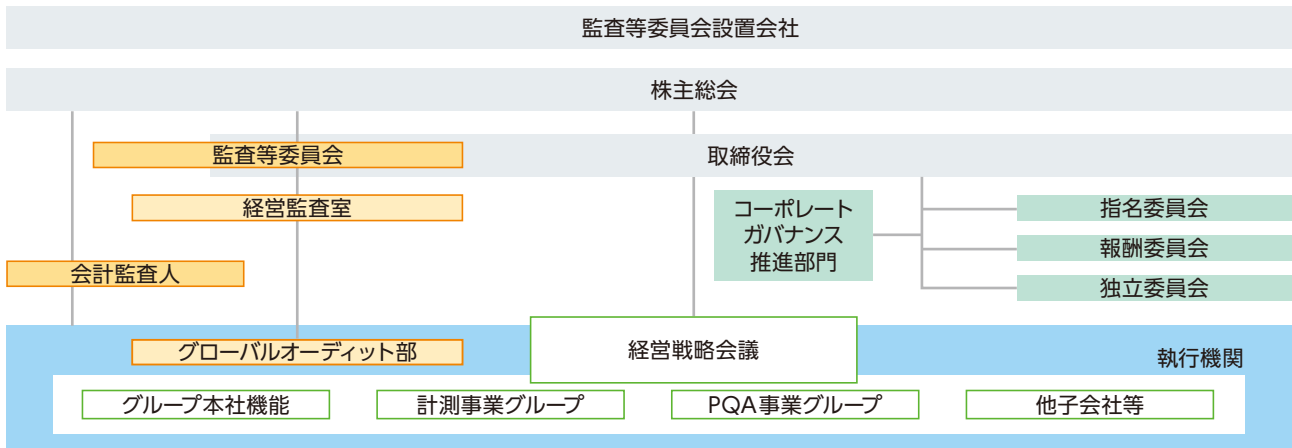 監査等委員会設置会社
株主総会
監査等委員会
取締役会
経営監査室
コーポレート
ガバナンス
推進部門
指名委員会
報酬委員会
独立委員会
会計監査人
グローバルオーディット部
経営戦略会議
執行機関
グループ本社機能
計測事業グループ
PQA事業グループ
他子会社等